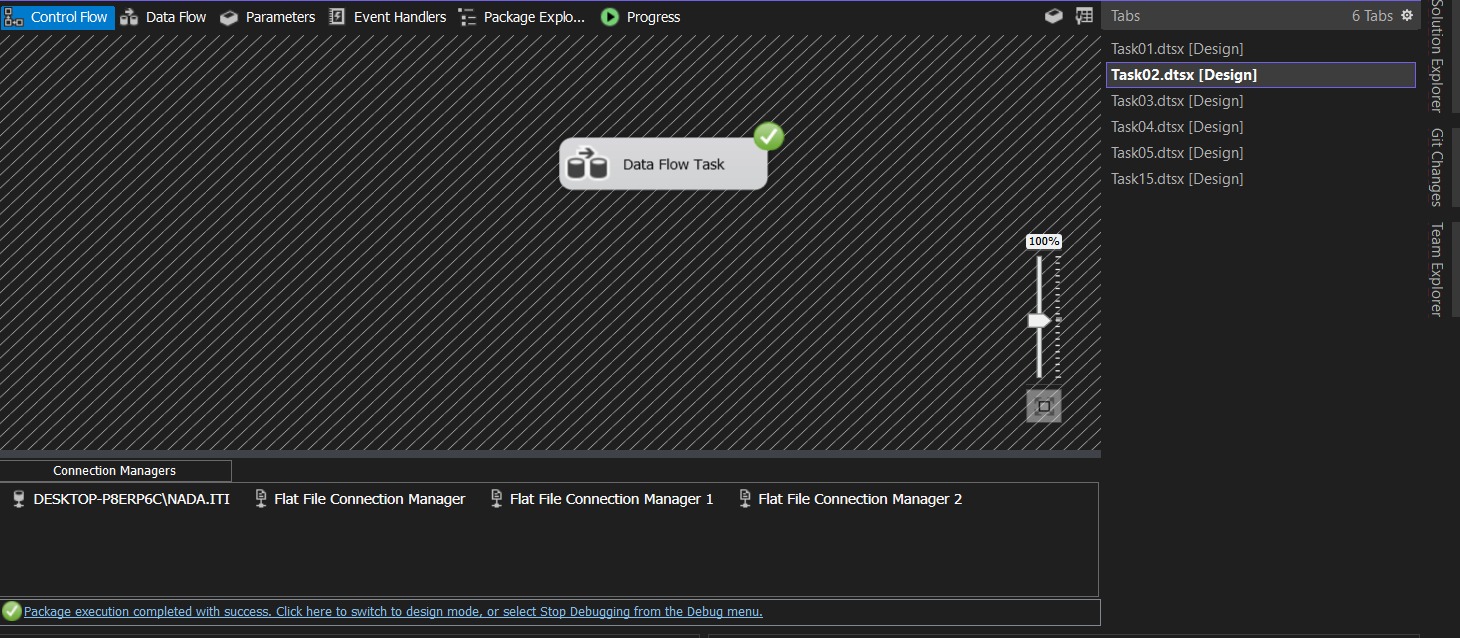 Control Flow Data Flow Parameters Event Handlers Package Explo... Progress
Tabs 6 Tabs
Task01.dtsx [Design]
Task02.dtsx [Design]
Task03.dtsx [Design]
Task04.dtsx [Design]
Task05.dtsx [Design]
Task15.dtsx [Design]
Solution Explorer
Git Changes
Team Explorer
Data Flow Task
100%
Connection Managers
DESKTOP-P8ERP6C\NADA.ITI Flat File Connection Manager Flat File Connection Manager 1 Flat File Connection Manager 2
Package execution completed with success. Click here to switch to design mode, or select Stop Debugging from the Debug menu.